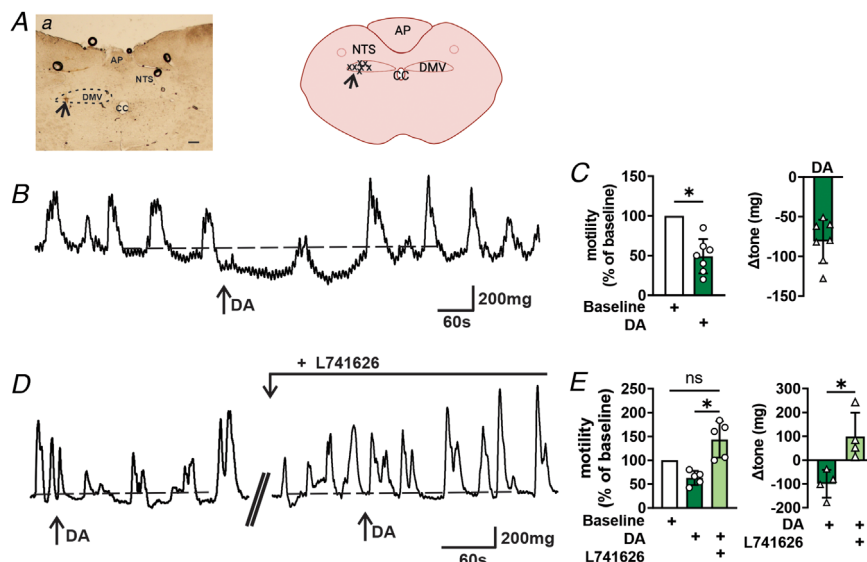 A
a
AP
NTS
DMV
CC
AP
NTS
CC
DMV
xxxxxx
B
DA
200mg
60s
C
motility
(% of baseline)
150
100
50
0
*
Baseline +
DA +
DA
Δtone (mg)
0
-50
-100
-150
D
+ L741626
DA
DA
200mg
60s
E
motility
(% of baseline)
250
200
150
100
50
0
ns
*
Baseline +
DA + +
L741626 +
Δtone (mg)
300
200
100
0
-100
-200
*
DA + +
L741626 +